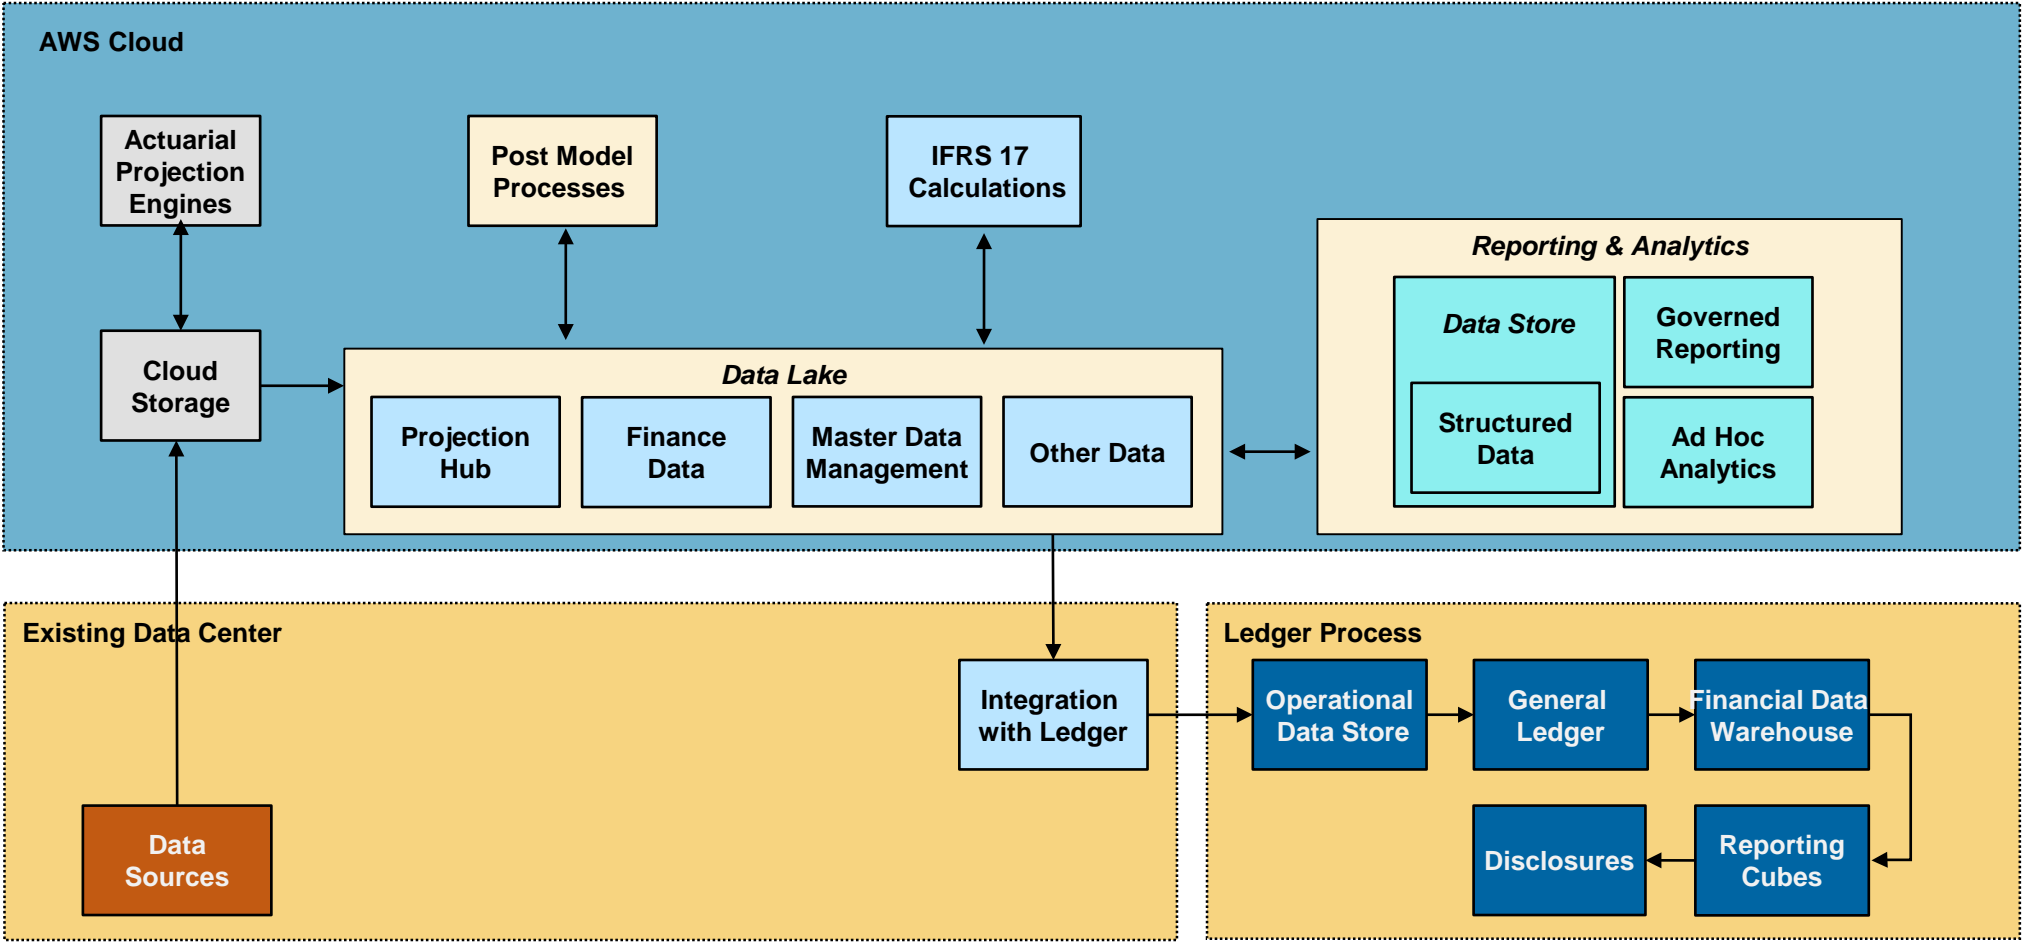 AWS Cloud
Actuarial
Projection
Engines
Post Model
Processes
IFRS 17
Calculations
Cloud
Storage
Data Lake
Projection
Hub
Finance
Data
Master Data
Management
Other Data
Reporting & Analytics
Data Store
Structured
Data
Governed
Reporting
Ad Hoc
Analytics
Existing Data Center
Data
Sources
Integration
with Ledger
Ledger Process
Operational
Data Store
General
Ledger
Financial Data
Warehouse
Disclosures
Reporting
Cubes